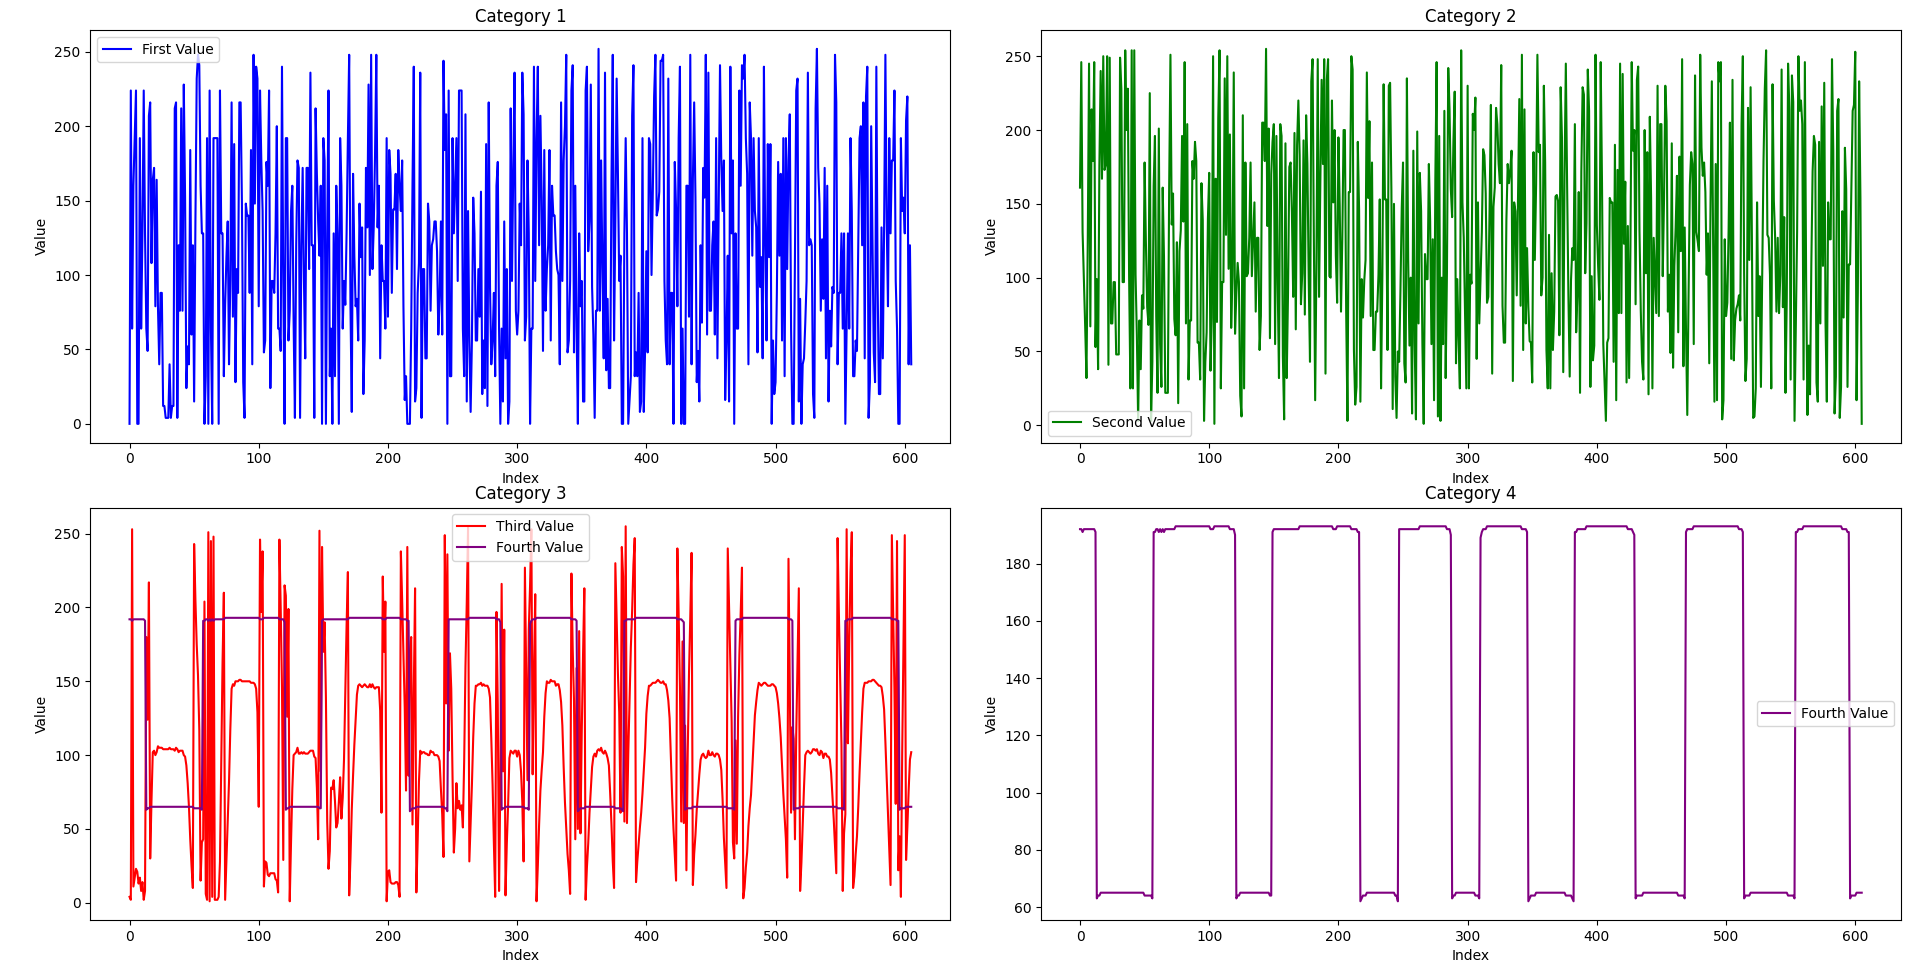 Category 1
First Value
Value
250
200
150
100
50
0
0 100 200 300 400 500 600
Index
Category 2
Second Value
Value
250
200
150
100
50
0
0 100 200 300 400 500 600
Index
Category 3
Third Value
Fourth Value
Value
250
200
150
100
50
0
0 100 200 300 400 500 600
Index
Category 4
Fourth Value
Value
180
160
140
120
100
80
60
0 100 200 300 400 500 600
Index